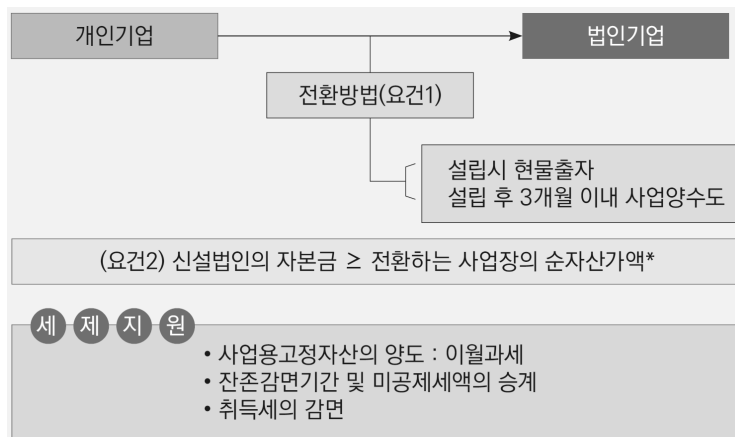 개인기업
법인기업
전환방법(요건1)
설립시 현물출자
설립 후 3개월 이내 사업양수도
(요건2) 신설법인의 자본금 ≥ 전환하는 사업장의 순자산가액*
세제지원
• 사업용고정자산의 양도 : 이월과세
• 잔존감면기간 및 미공제세액의 승계
• 취득세의 감면